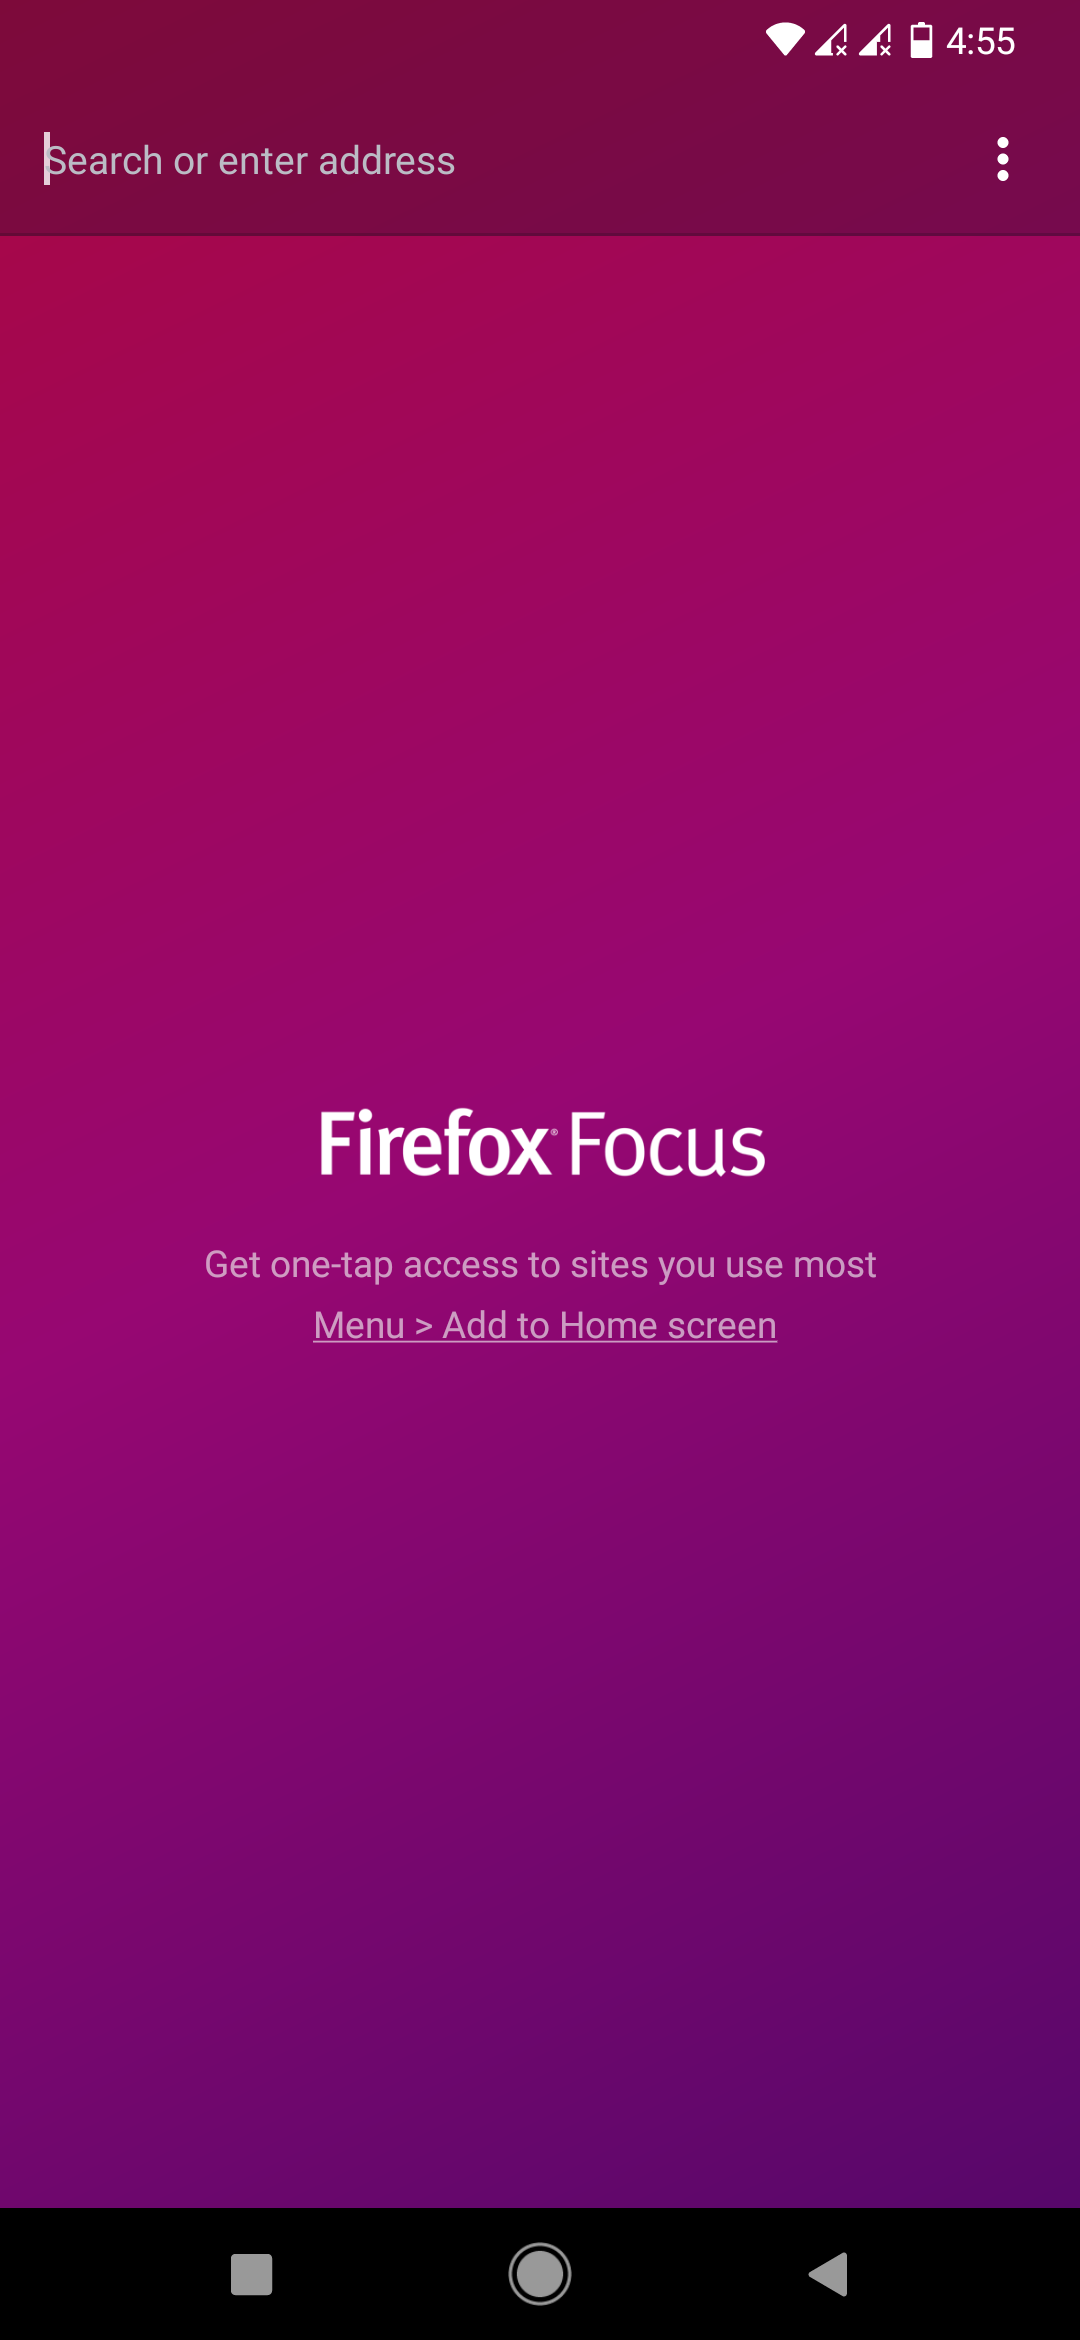 4:55
Search or enter address
Firefox® Focus
Get one-tap access to sites you use most
Menu > Add to Home screen